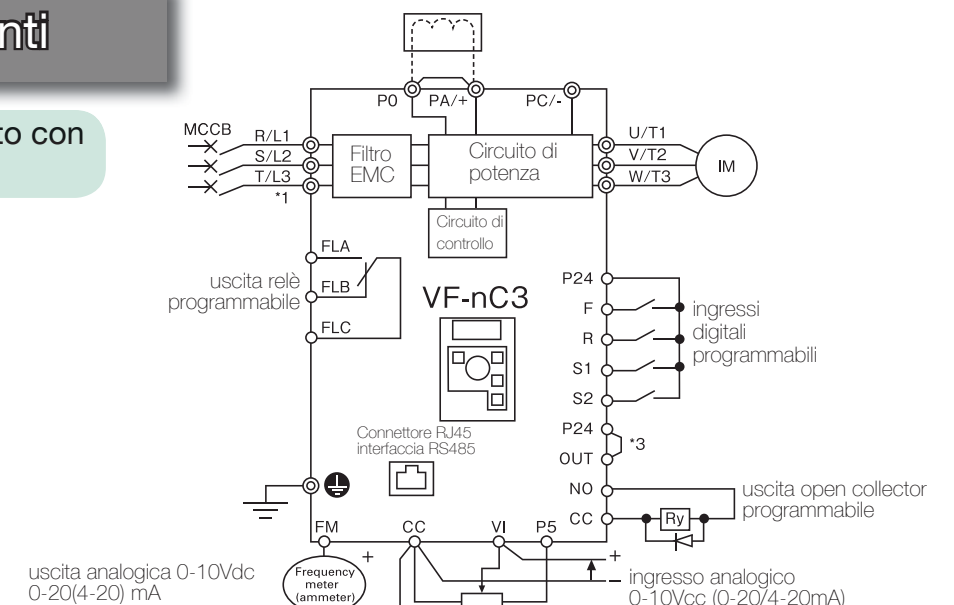 nti
to con
P0 PA/+ PC/-
MCCB
R/L1
S/L2
T/L3
*1
Filtro
EMC
Circuito di
potenza
U/T1
V/T2
W/T3
IM
Circuito di
controllo
FLA
FLB
FLC
uscita relè
programmabile
VF-nC3
P24
F
R
S1
S2
ingressi
digitali
programmabili
P24
OUT
*3
Connettore RJ45
interfaccia RS485
NO
CC
Ry
uscita open collector
programmabile
FM CC VI P5
+
Frequency
meter
(ammeter)
uscita analogica 0-10Vdc
0-20(4-20) mA
+
-
ingresso analogico
0-10Vcc (0-20/4-20mA)